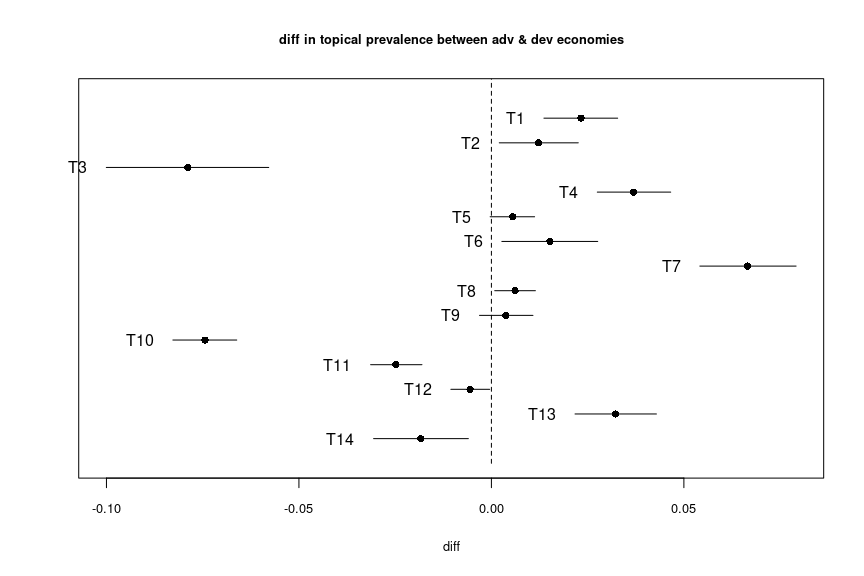 diff in topical prevalence between adv & dev economies
T1
T2
T3
T4
T5
T6
T7
T8
T9
T10
T11
T12
T13
T14
-0.10 -0.05 0.00 0.05
diff